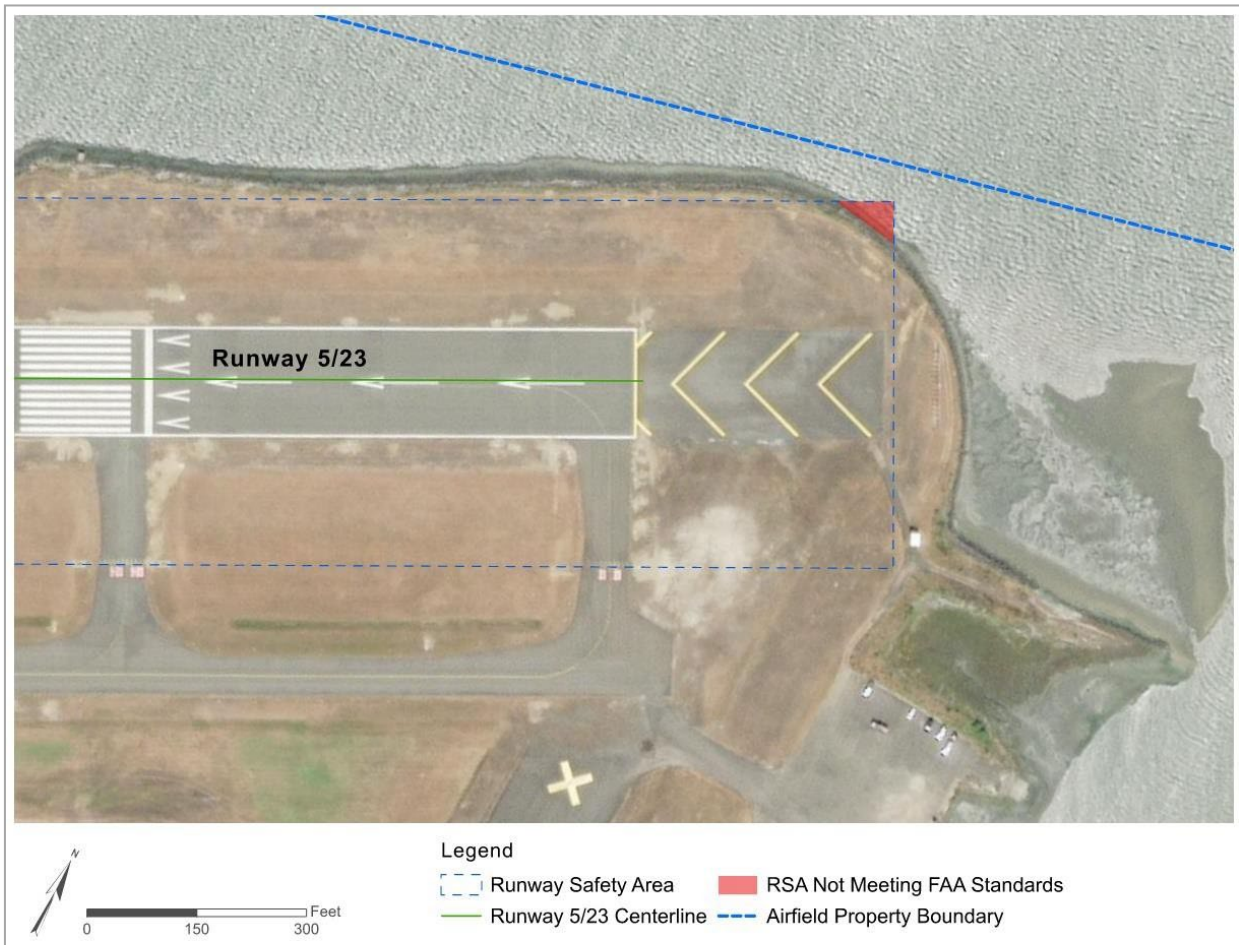 Runway 5/23
N
Feet
0 150 300
Legend
Runway Safety Area
RSA Not Meeting FAA Standards
Runway 5/23 Centerline
Airfield Property Boundary